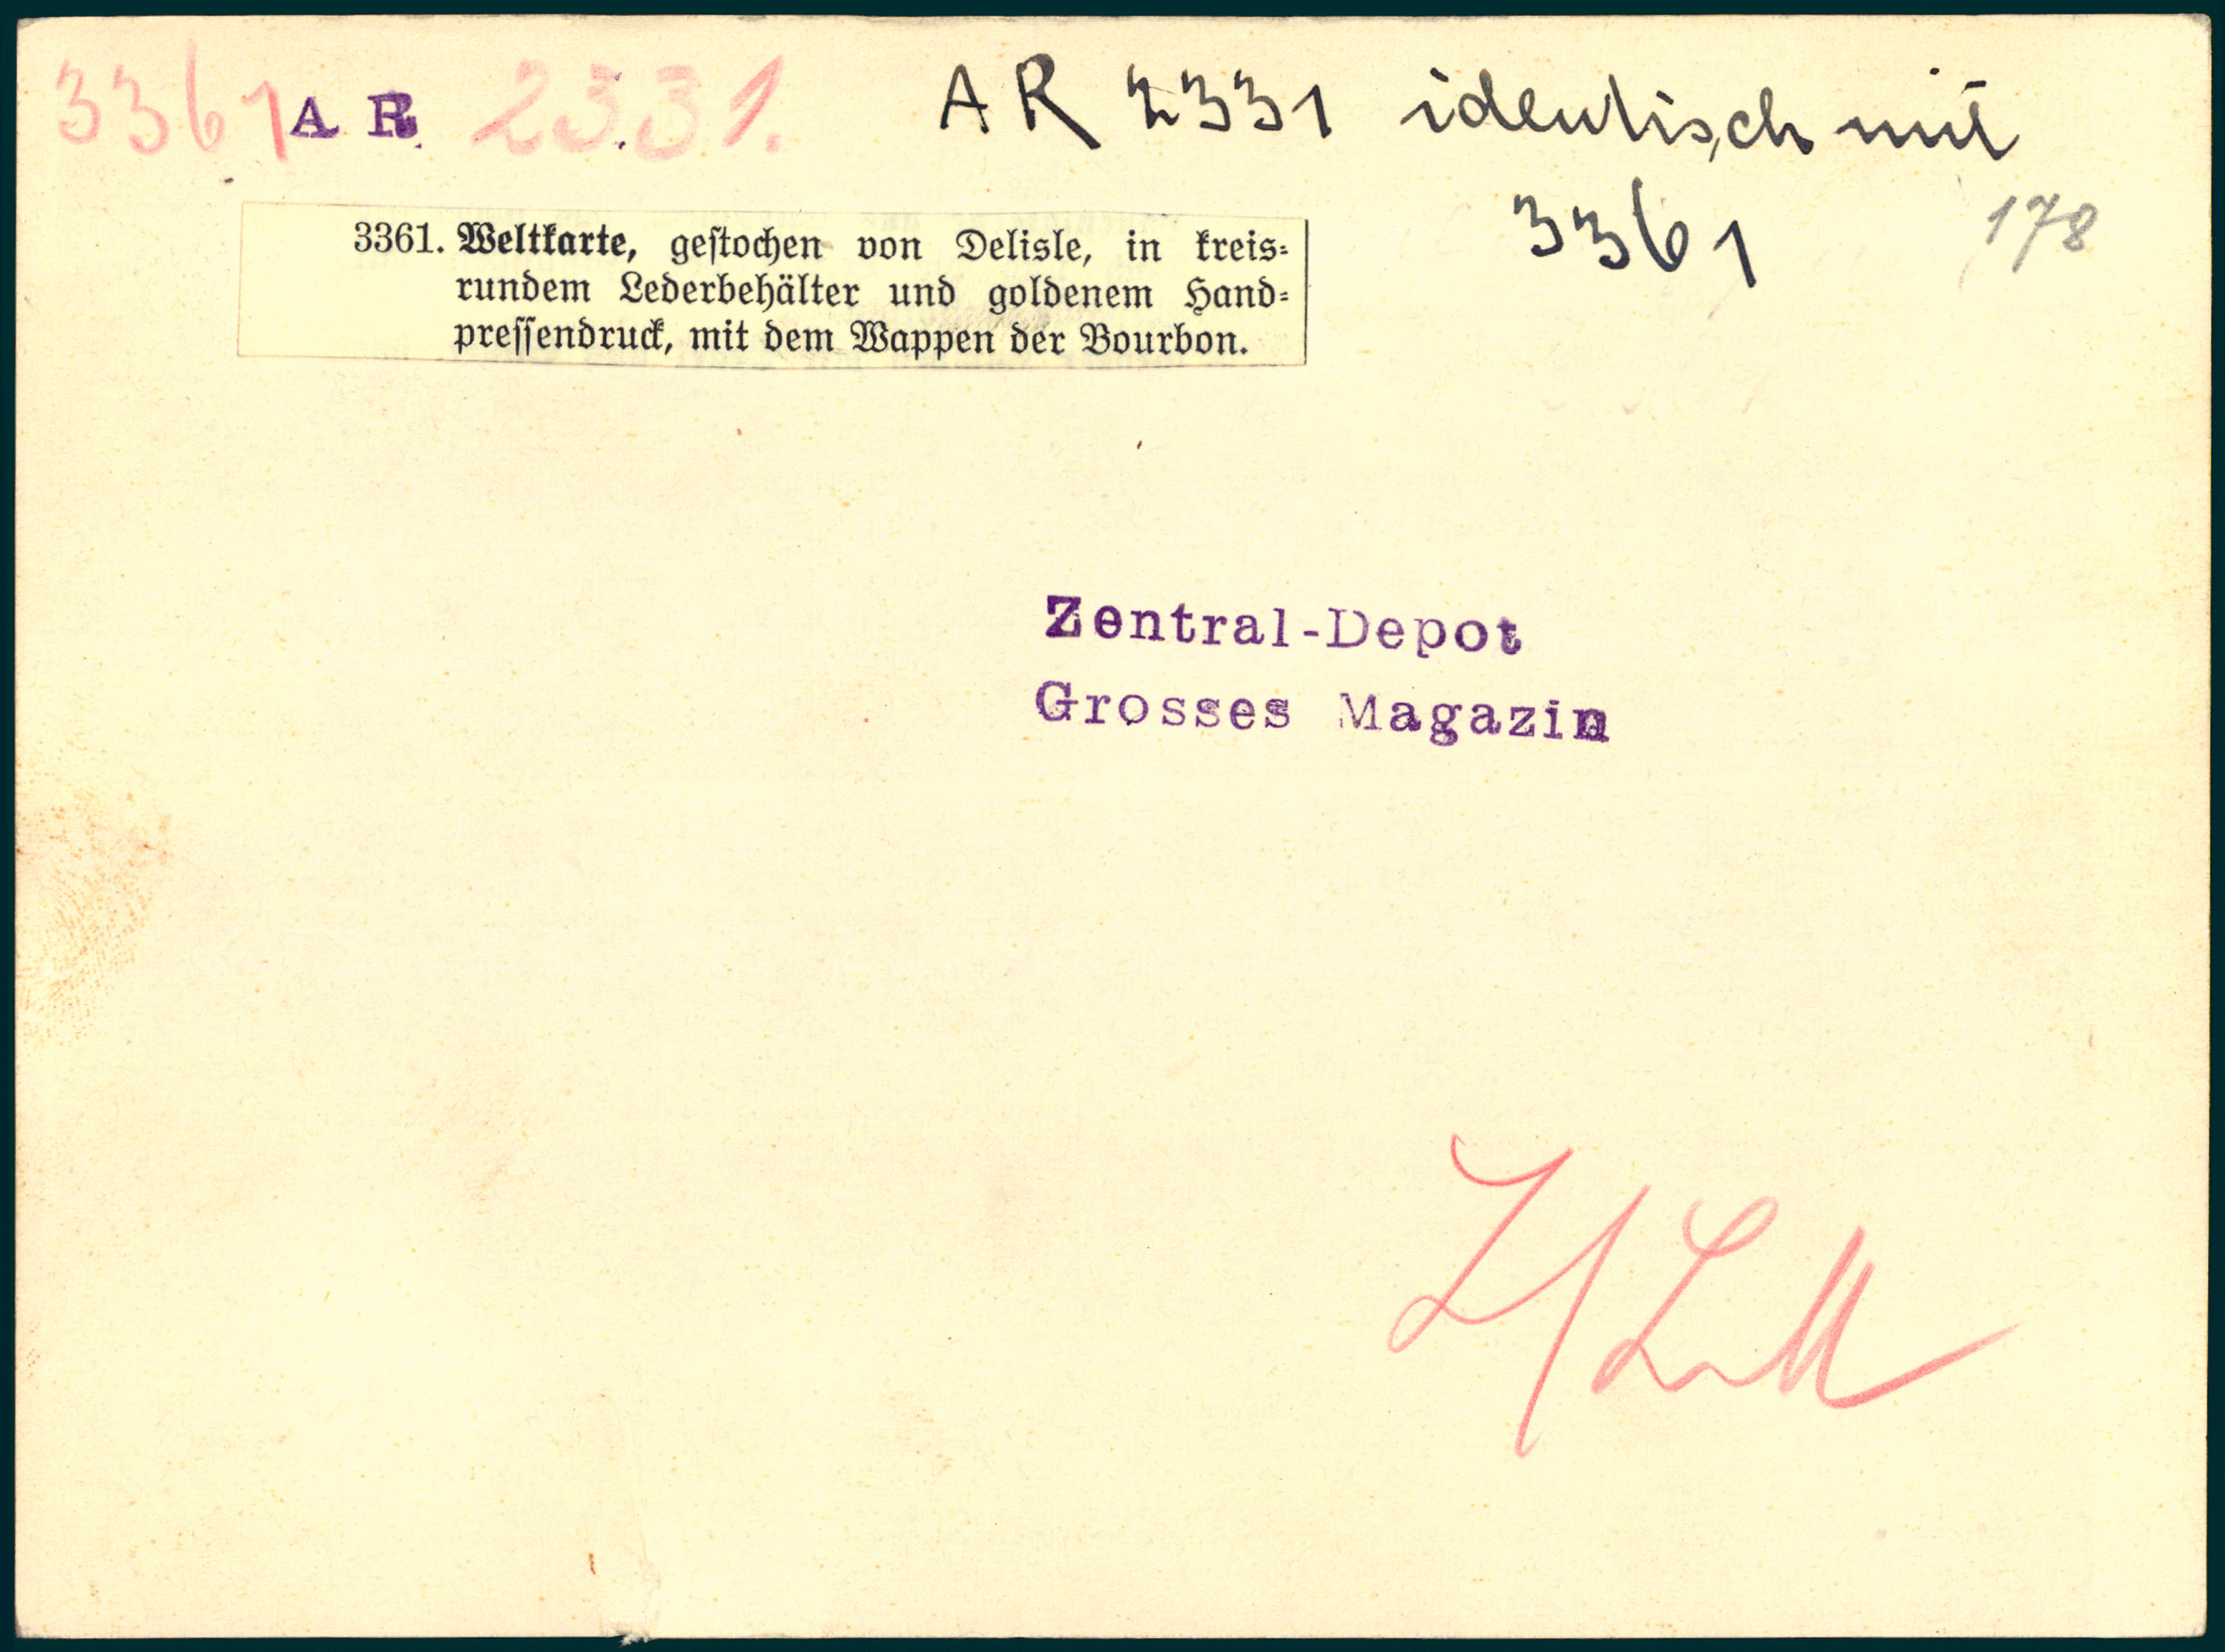 3361 A R. 2331. AR 2331 identisch mit
3361 178
3361. Weltkarte, gestochen von Delisle, in kreis-
rundem Lederbehälter und goldenem Hand-
pressendruck, mit dem Wappen der Bourbon.
Zentral-Depot
Grosses Magazin